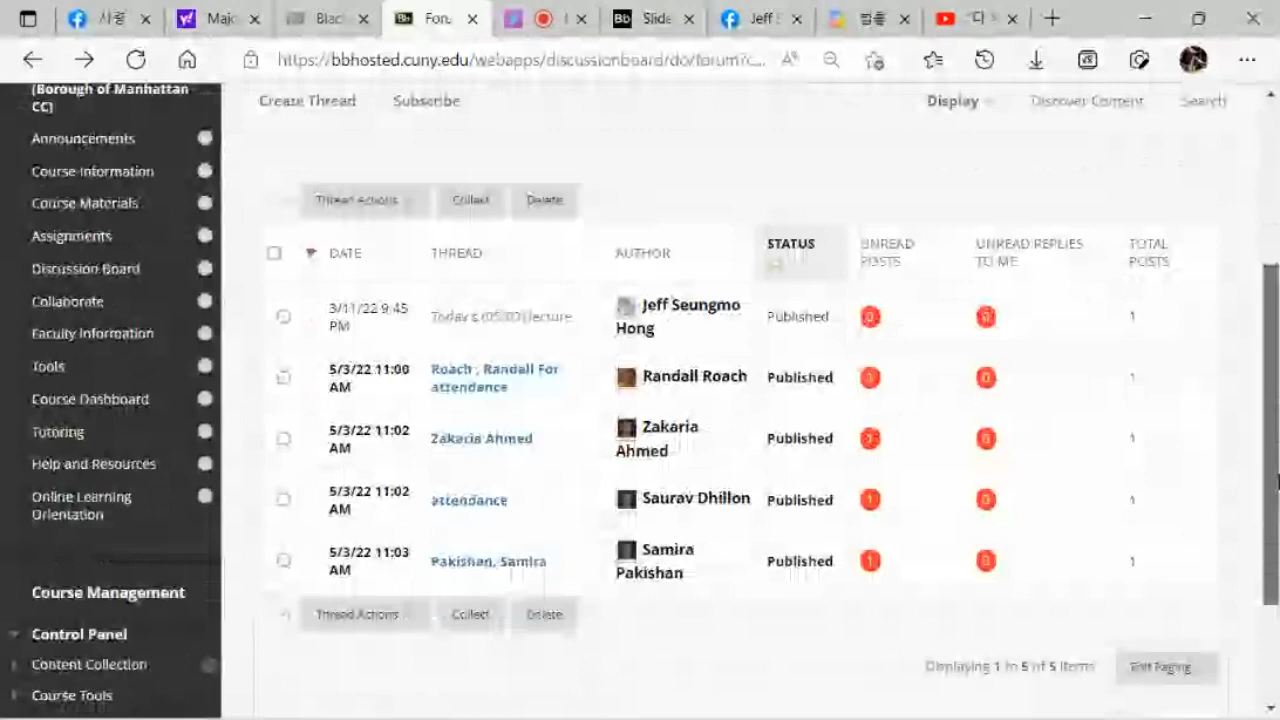 사용
Majo
Blac
Foru
Slide
Jeff S
법률
https://bbhosted.cuny.edu/webapps/discussionboard/do/forum?c...
(Borough of Manhattan
CC)
Announcements
Course Information
Course Materials
Assignments
Discussion Board
Collaborate
Faculty Information
Tools
Course Dashboard
Tutoring
Help and Resources
Online Learning
Orientation
Course Management
Control Panel
Content Collection
Course Tools
Create Thread Subscribe Display Discover Content Search
Thread Actions Collect Delete
DATE THREAD AUTHOR STATUS UNREAD POSTS UNREAD REPLIES TO ME TOTAL POSTS
3/11/22 9:45 PM Lecture Jeff Seungmo Hong Published 0 0 1
5/3/22 11:00 AM Roach , Randall For attendance Randall Roach Published 0 1
5/3/22 11:02 AM Zakaria Ahmed Zakaria Ahmed Published 1 0 1
5/3/22 11:02 AM attendance Saurav Dhillon Published 1 0 1
5/3/22 11:03 AM Pakishan, Samira Samira Pakishan Published 1 0 1
Thread Actions Collect Delete
Displaying 1 to 5 of 5 items Edit Paging...